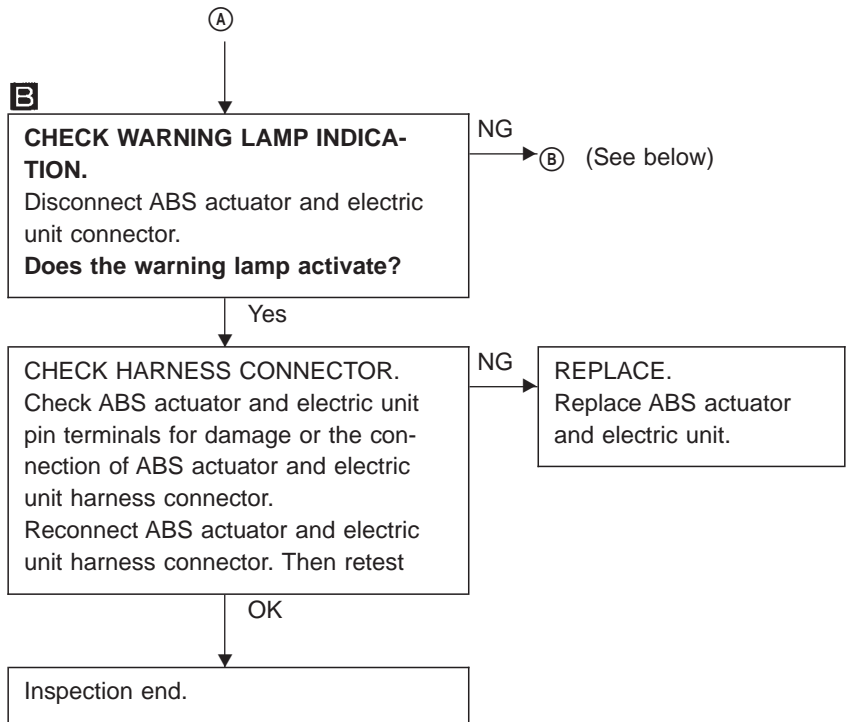 A
B
CHECK WARNING LAMP INDICA-
TION.
Disconnect ABS actuator and electric
unit connector.
Does the warning lamp activate?
NG
B (See below)
Yes
CHECK HARNESS CONNECTOR.
Check ABS actuator and electric unit
pin terminals for damage or the con-
nection of ABS actuator and electric
unit harness connector.
Reconnect ABS actuator and electric
unit harness connector. Then retest
NG
REPLACE.
Replace ABS actuator
and electric unit.
OK
Inspection end.